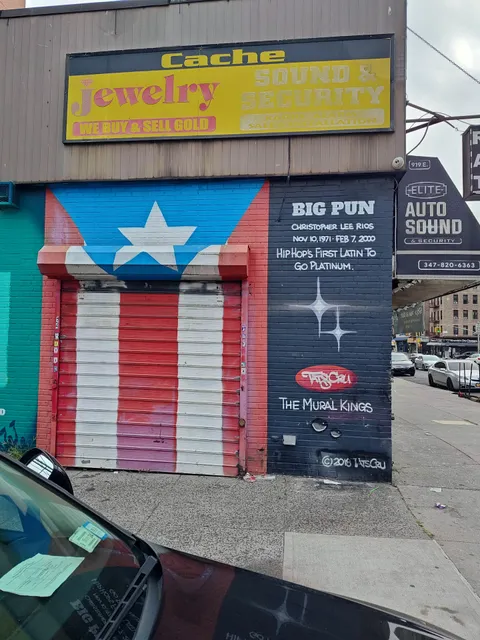 Cache
jewelry
SOUND &
SECURITY
WE BUY & SELL GOLD
BIG PUN
CHRISTOPHER LEE RIOS
NOV 10, 1971 - FEB 7, 2000
HIP HOP'S FIRST LATIN TO
GO PLATINUM.
TATS CRU
THE MURAL KINGS
©2016 TATS CRU
919 E.
ELITE
AUTO
SOUND
& SECURITY
347-820-6363